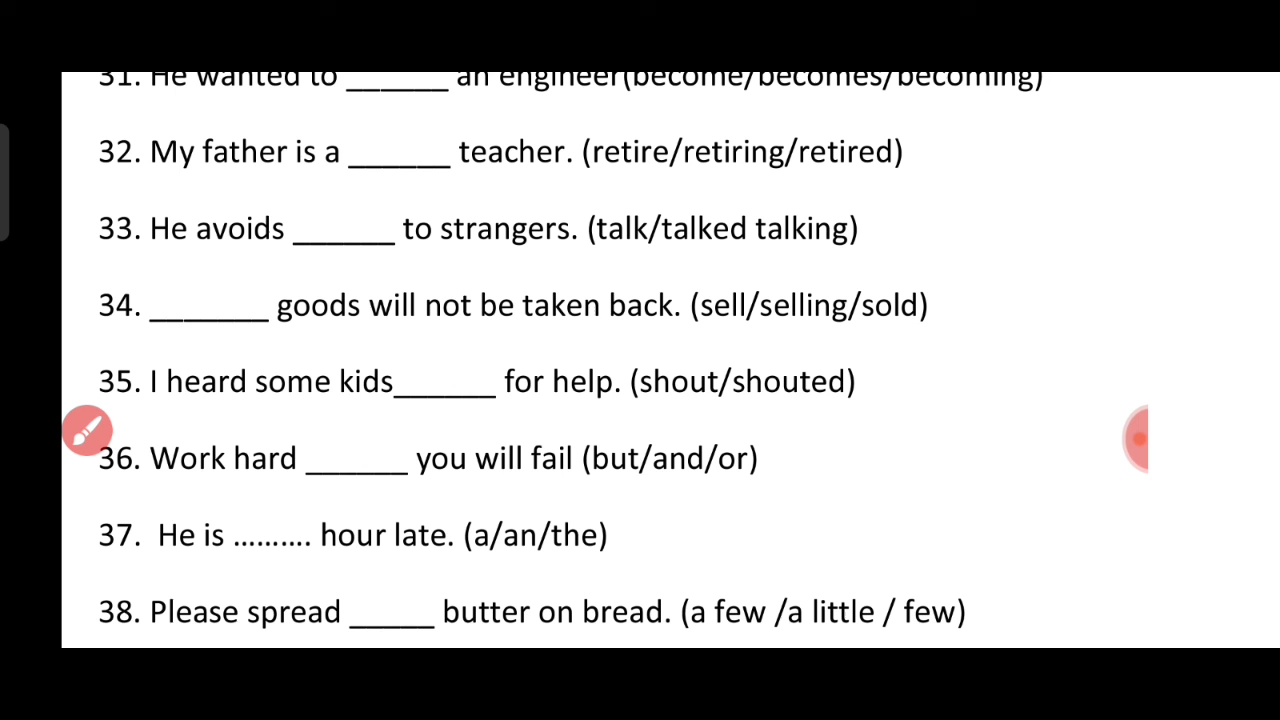 31. He wanted to ______ an engineer(become/becomes/becoming)
32. My father is a ______ teacher. (retire/retiring/retired)
33. He avoids ______ to strangers. (talk/talked talking)
34. _______ goods will not be taken back. (sell/selling/sold)
35. I heard some kids______ for help. (shout/shouted)
36. Work hard ______ you will fail (but/and/or)
37. He is .......... hour late. (a/an/the)
38. Please spread _____ butter on bread. (a few /a little / few)